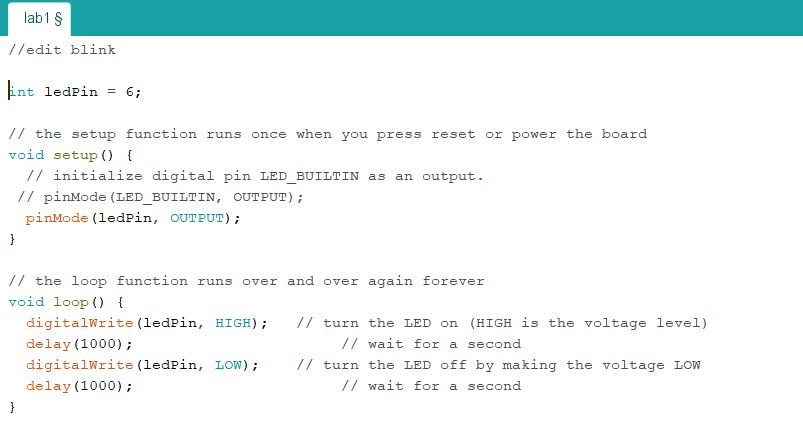 lab1 §
//edit blink
int ledPin = 6;
// the setup function runs once when you press reset or power the board
void setup() {
// initialize digital pin LED_BUILTIN as an output.
// pinMode(LED_BUILTIN, OUTPUT);
pinMode(ledPin, OUTPUT);
}
// the loop function runs over and over again forever
void loop() {
digitalWrite(ledPin, HIGH);   // turn the LED on (HIGH is the voltage level)
delay(1000);                       // wait for a second
digitalWrite(ledPin, LOW);    // turn the LED off by making the voltage LOW
delay(1000);                       // wait for a second
}